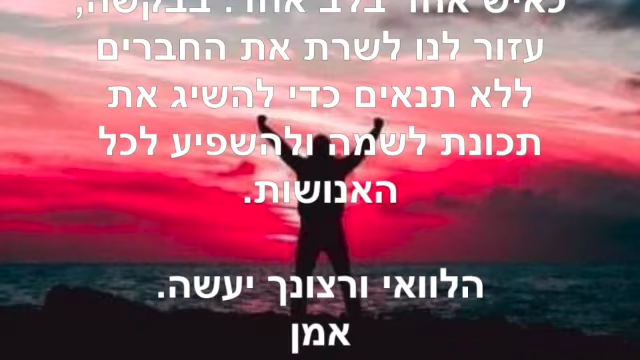 כאיש אחד בלב אחד. בבקשה,
עזור לנו לשרת את החברים
ללא תנאים כדי להשיג את
תכונת לשמה ולהשפיע לכל
האנושות.
הלוואי ורצונך יעשה.
אמן